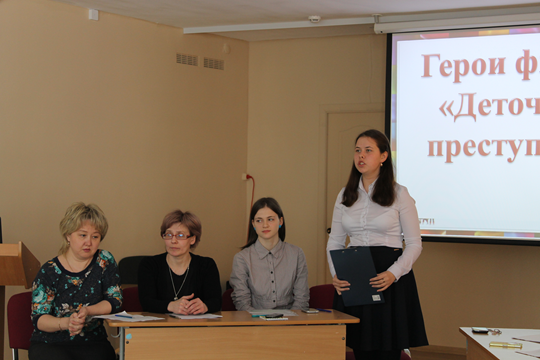 Герои ф
«Деточ
преступ